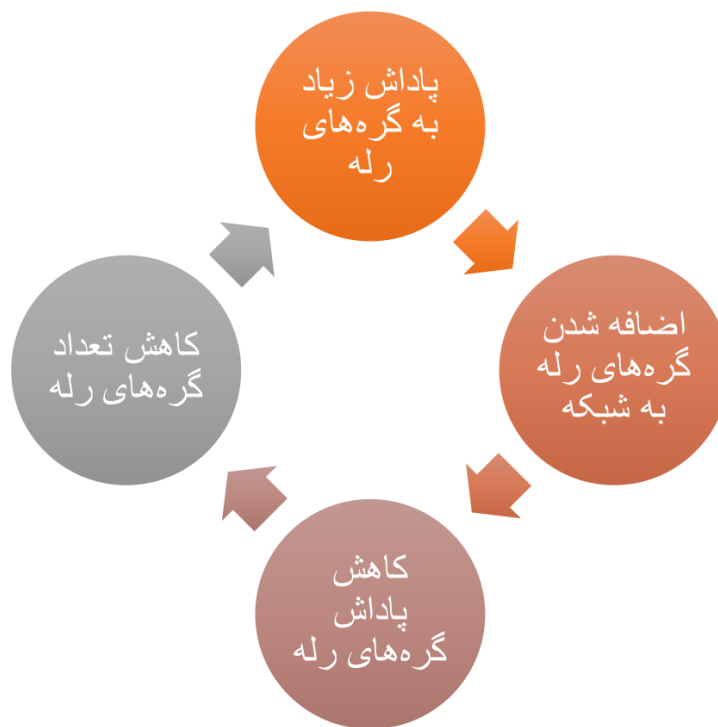 پاداش زیاد
به گره‌های
رله
اضافه شدن
گره‌های رله
به شبکه
کاهش
پاداش
گره‌های رله
کاهش تعداد
گره‌های رله